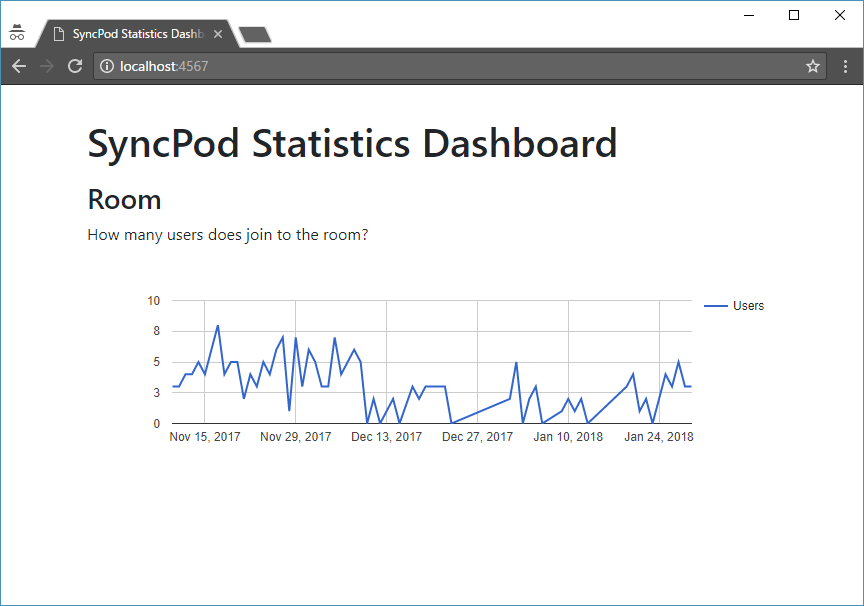 SyncPod Statistics Dashb
localhost:4567
SyncPod Statistics Dashboard
Room
How many users does join to the room?
10
8
5
3
0
Users
Nov 15, 2017 Nov 29, 2017 Dec 13, 2017 Dec 27, 2017 Jan 10, 2018 Jan 24, 2018